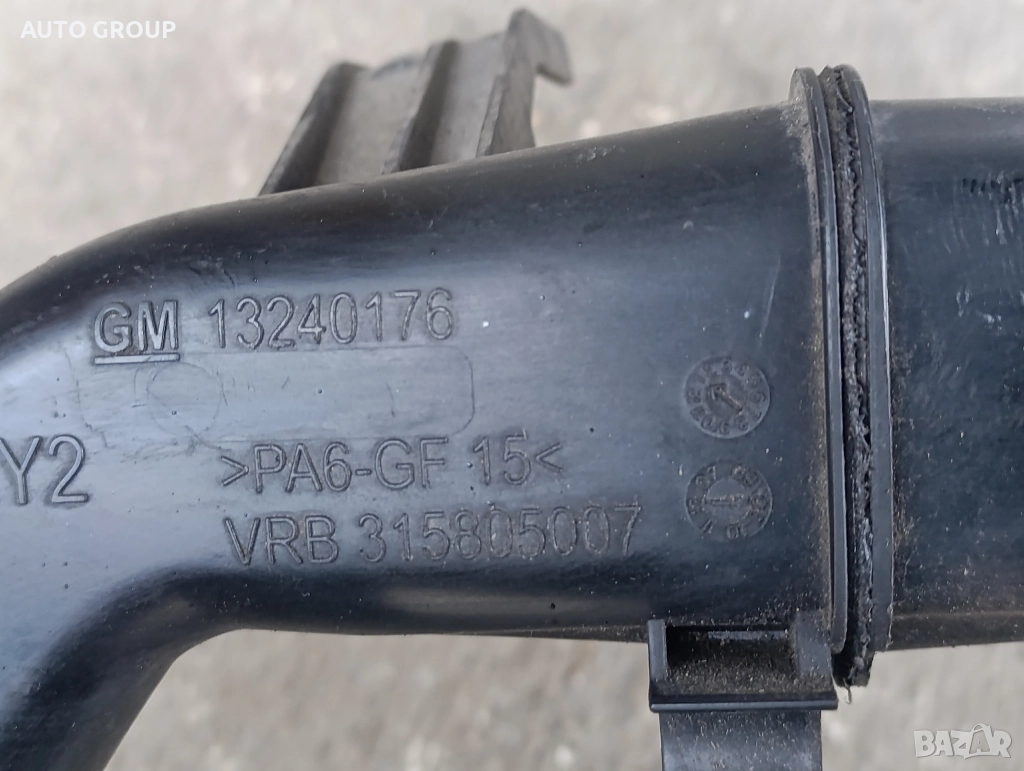 AUTO GROUP
GM 13240176
Y2
>PA6-GF 15<
VRB 315805007
BAZAR